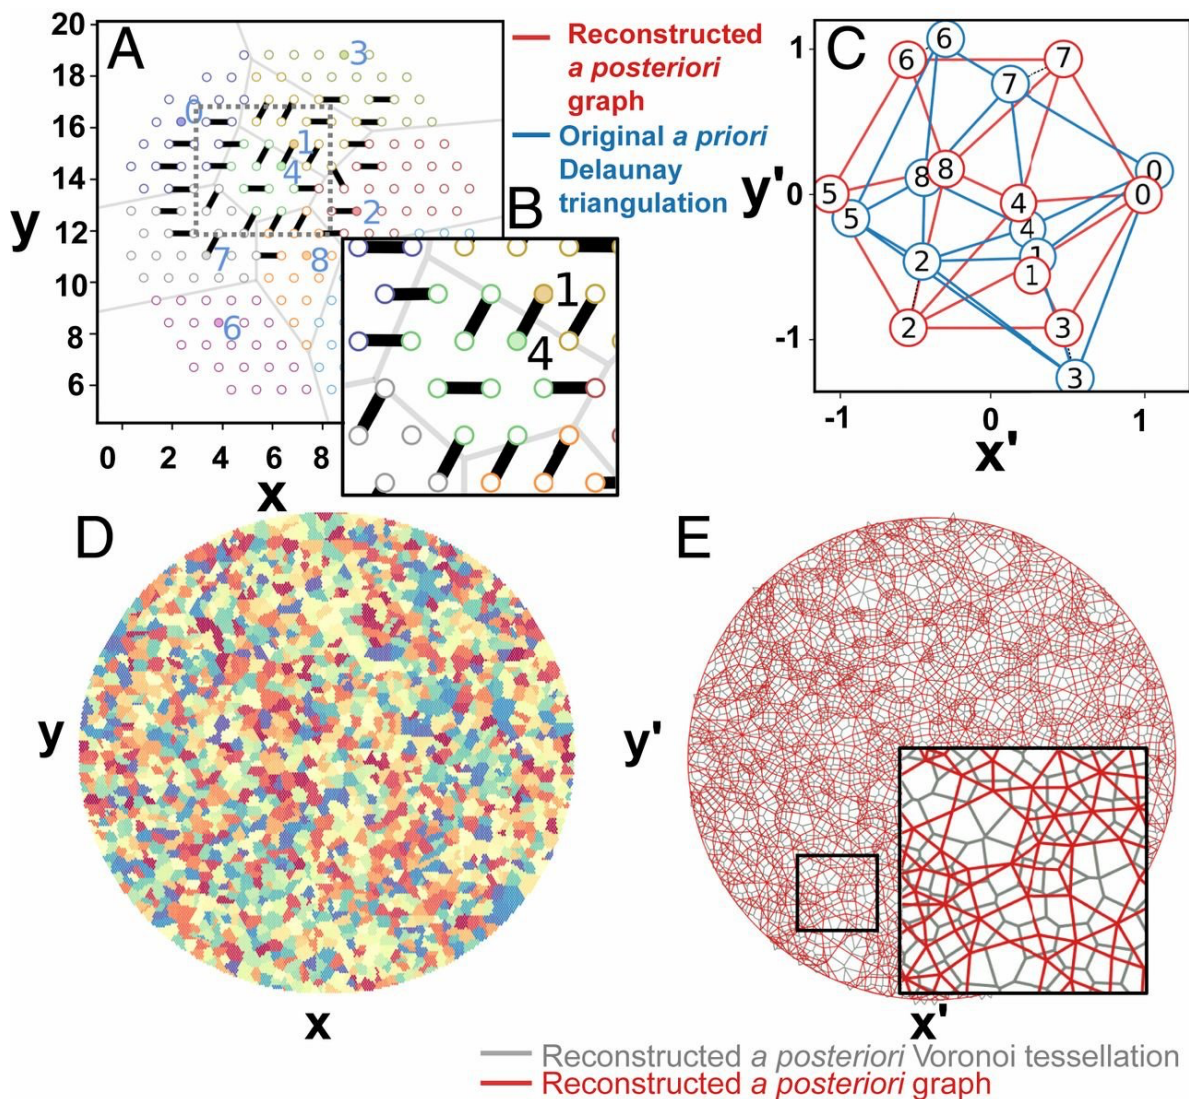 A
20
18
16
14
12
10
8
6
y
0
2
4
6
8
x
3
0
1
4
2
7
8
6
B
1
4
Reconstructed
a posteriori
graph
Original a priori
Delaunay
triangulation
C
1
0
-1
y'
-1
0
1
x'
6
6
7
7
8
8
0
0
5
5
4
4
2
1
1
2
3
3
D
y
x
E
y'
x'
Reconstructed a posteriori Voronoi tessellation
Reconstructed a posteriori graph